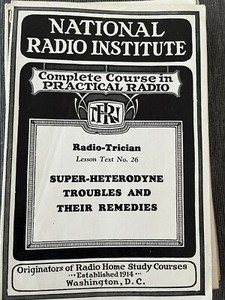 NATIONAL
RADIO INSTITUTE
Complete Course in
PRACTICAL RADIO
NRI
Radio-Trician
Lesson Text No. 26
SUPER-HETERODYNE
TROUBLES AND
THEIR REMEDIES
Originators of Radio Home Study Courses
Established 1914
Washington, D.C.